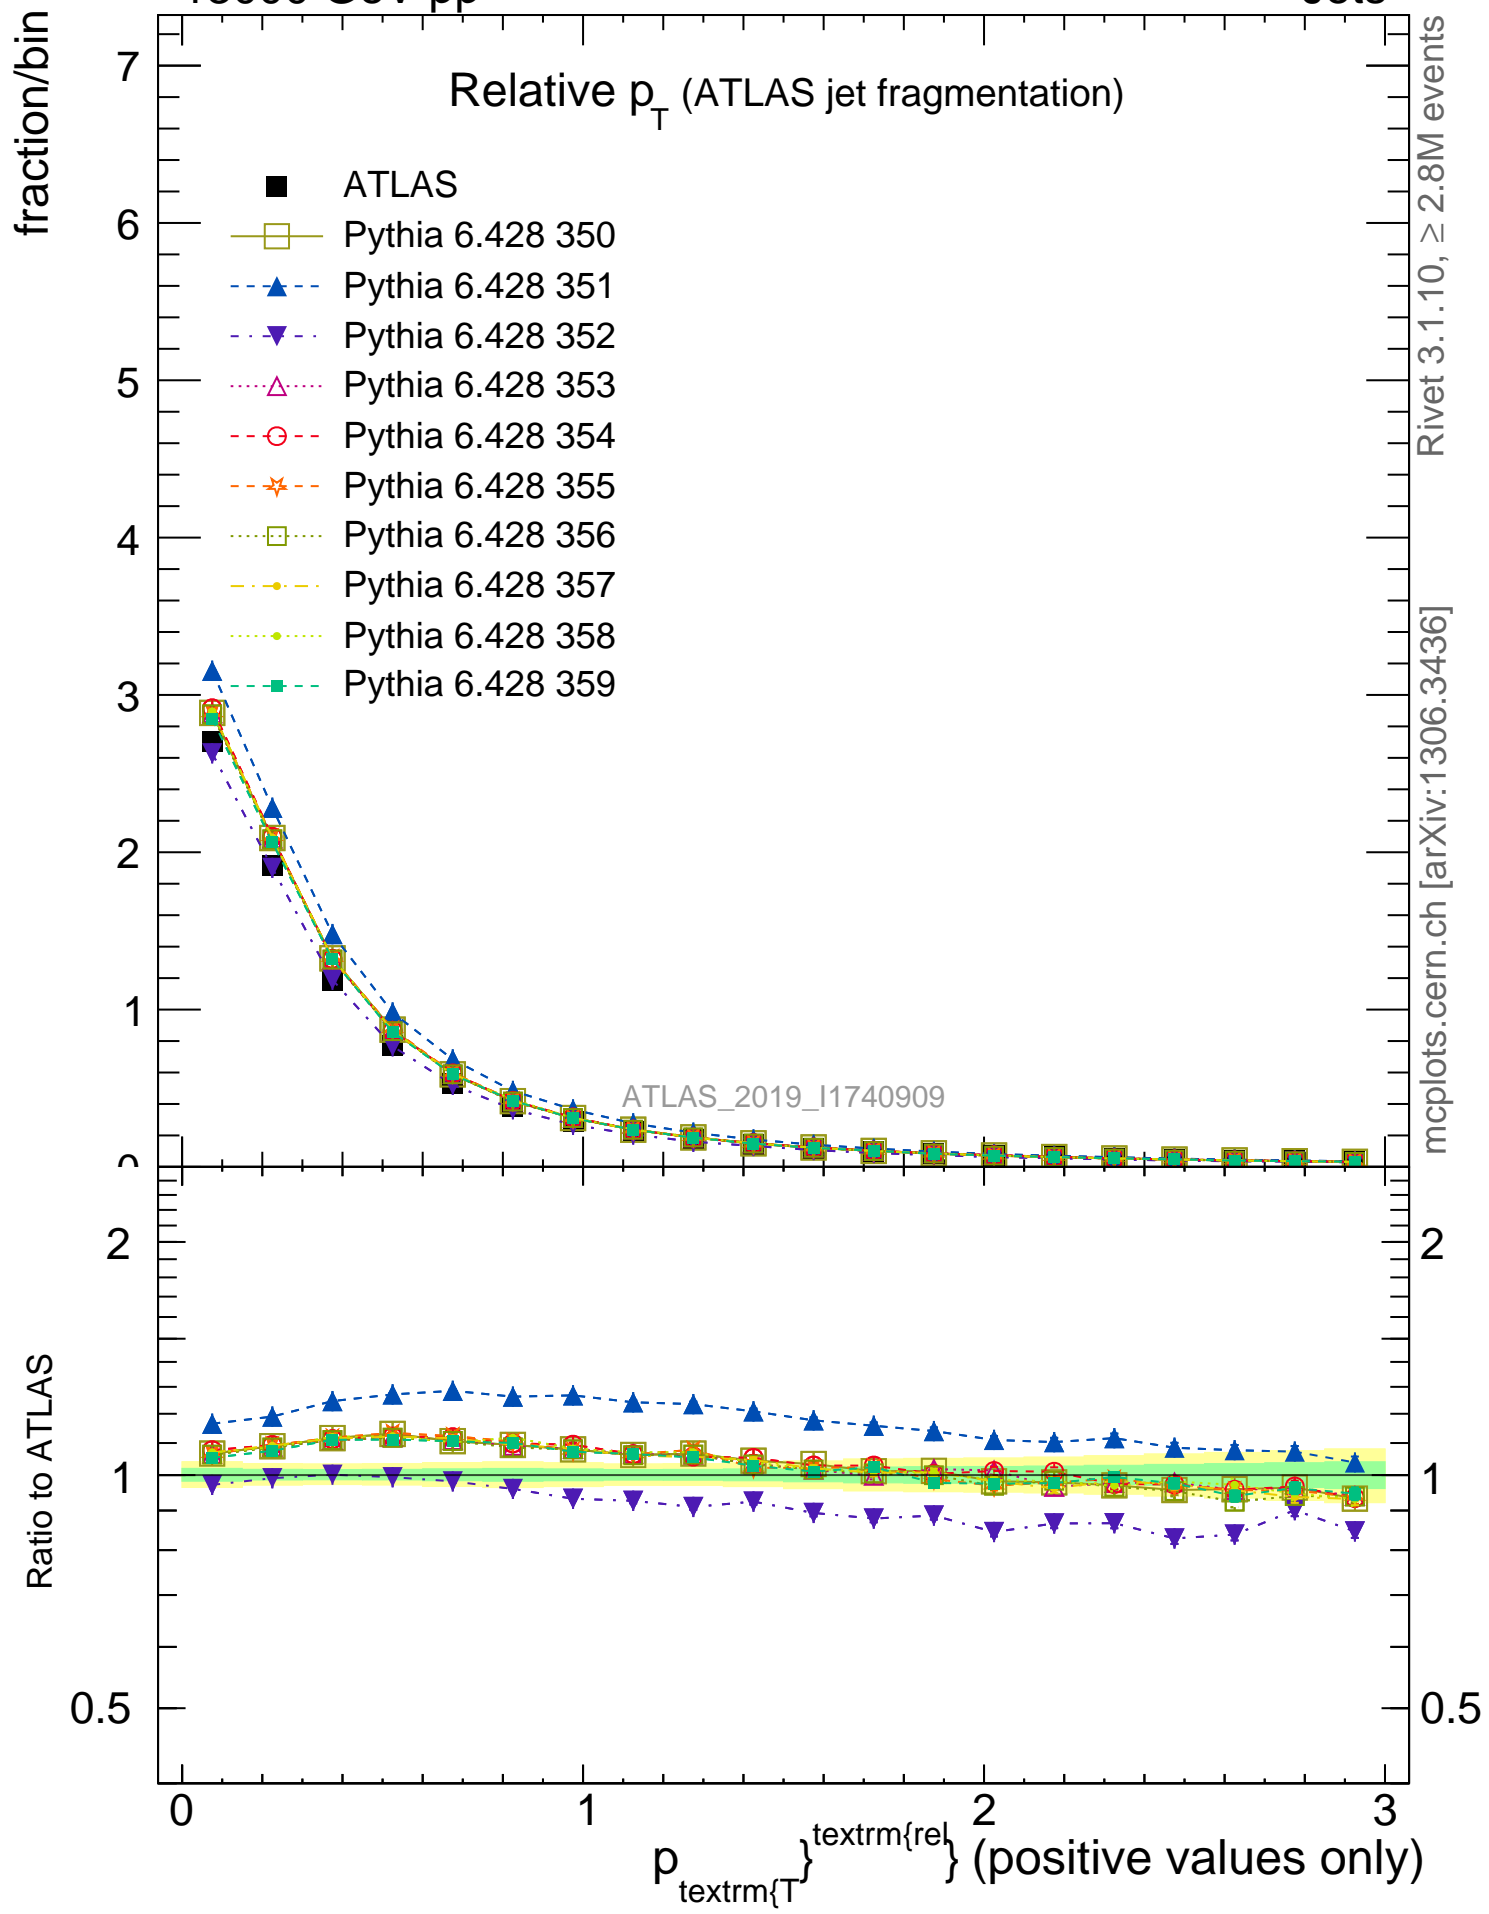 fraction/bin
Relative p_T (ATLAS jet fragmentation)
ATLAS
Pythia 6.428 350
Pythia 6.428 351
Pythia 6.428 352
Pythia 6.428 353
Pythia 6.428 354
Pythia 6.428 355
Pythia 6.428 356
Pythia 6.428 357
Pythia 6.428 358
Pythia 6.428 359
7
6
5
4
3
2
1
0
ATLAS_2019_I1740909
Rivet 3.1.10, ≥ 2.8M events
mcplots.cern.ch [arXiv:1306.3436]
Ratio to ATLAS
2
1
0.5
2
1
0.5
0 1 2 3
p_textrm{T}^textrm{rel} (positive values only)